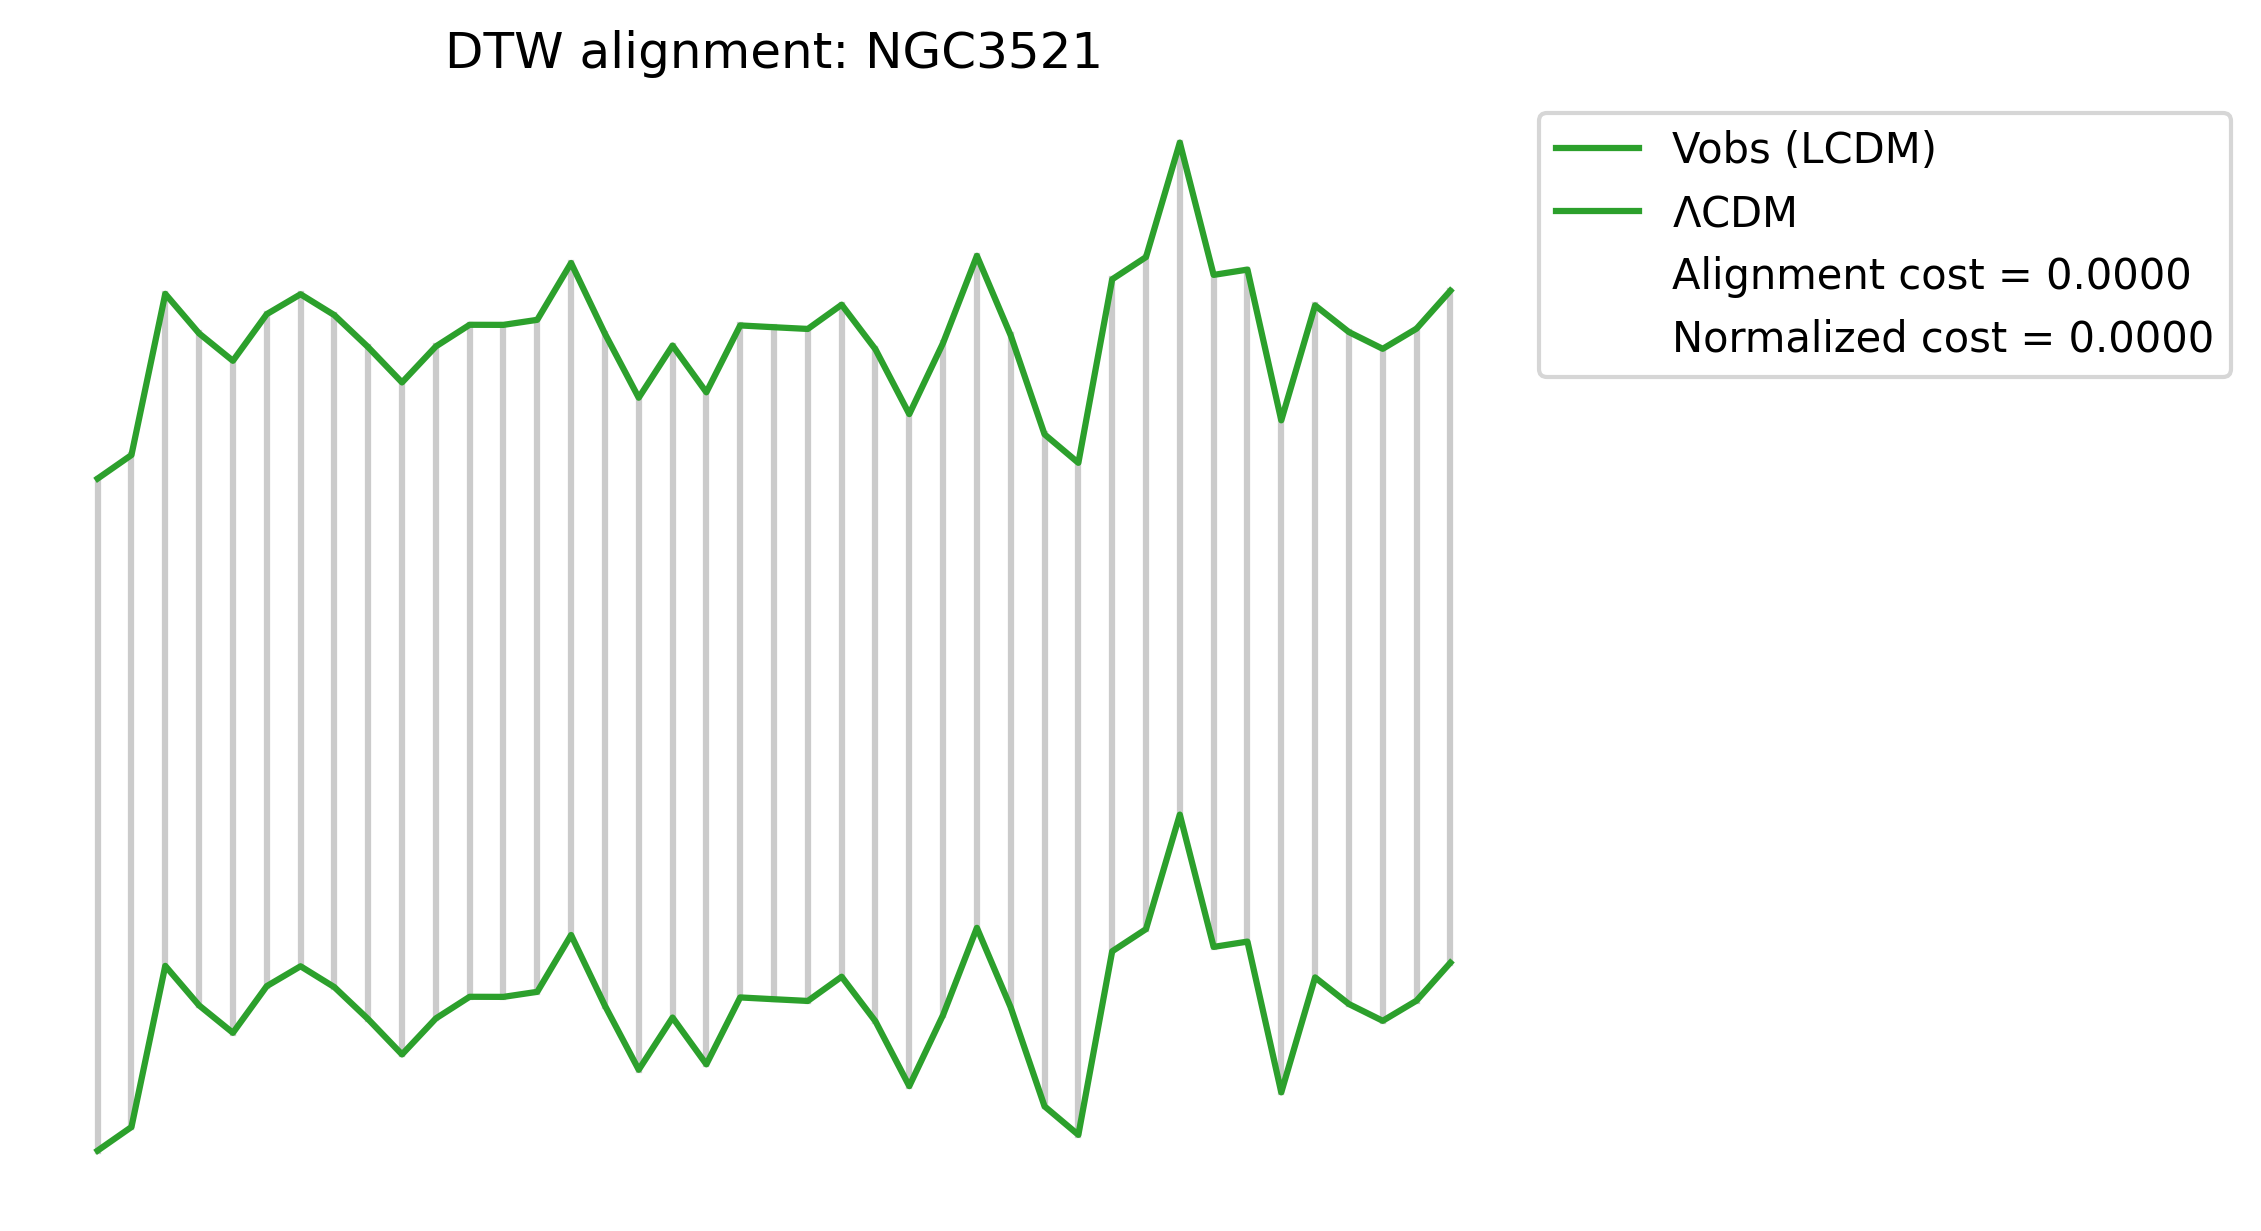 DTW alignment: NGC3521
Vobs (LCDM)
ΛCDM
Alignment cost = 0.0000
Normalized cost = 0.0000